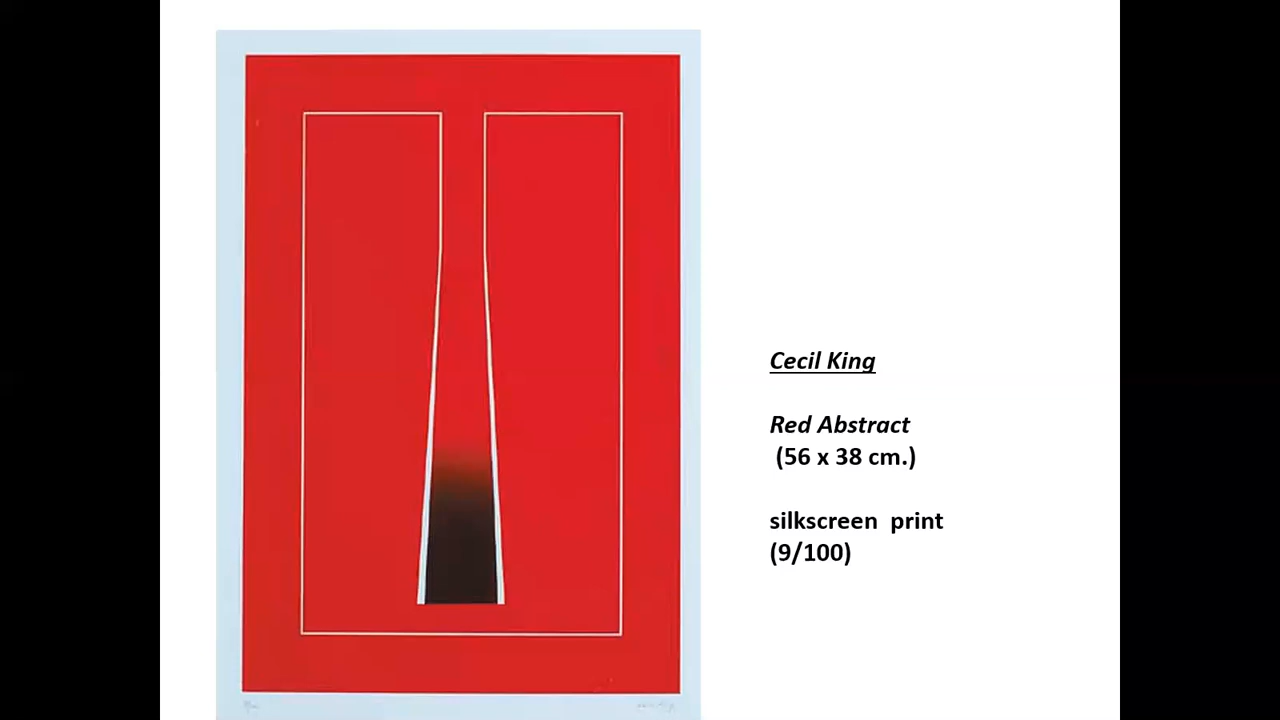 Cecil King
Red Abstract
(56 x 38 cm.)
silkscreen print
(9/100)